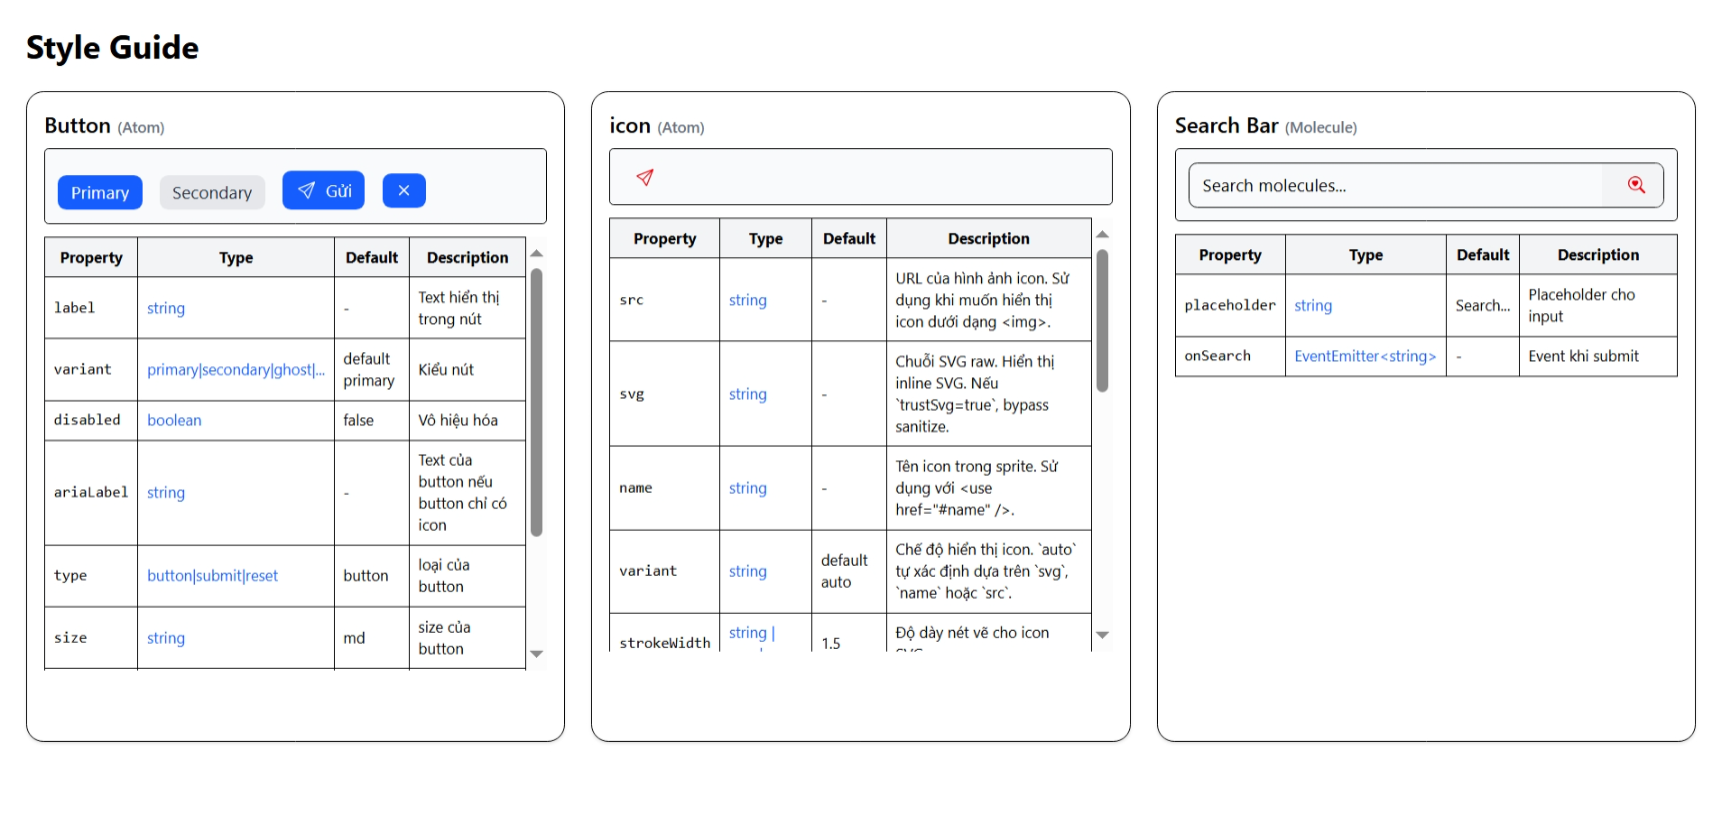 Style Guide
Button (Atom)
Primary
Secondary
Gửi
Property Type Default Description
label string - Text hiển thị
trong nút
variant primary|secondary|ghost|... default
primary Kiểu nút
disabled boolean false Vô hiệu hóa
ariaLabel string - Text của
button nếu
button chỉ có
icon
type button|submit|reset button loại của
button
size string md size của
button
icon (Atom)
Property Type Default Description
src string - URL của hình ảnh icon. Sử
dụng khi muốn hiển thị
icon dưới dạng <img>.
svg string - Chuỗi SVG raw. Hiển thị
inline SVG. Nếu
`trustSvg=true`, bypass
sanitize.
name string - Tên icon trong sprite. Sử
dụng với <use
href="#name" />.
variant string default
auto Chế độ hiển thị icon. `auto`
tự xác định dựa trên `svg`,
`name` hoặc `src`.
strokeWidth string | 1.5 Độ dày nét vẽ cho icon
Search Bar (Molecule)
Search molecules...
Property Type Default Description
placeholder string Search... Placeholder cho
input
onSearch EventEmitter<string> - Event khi submit